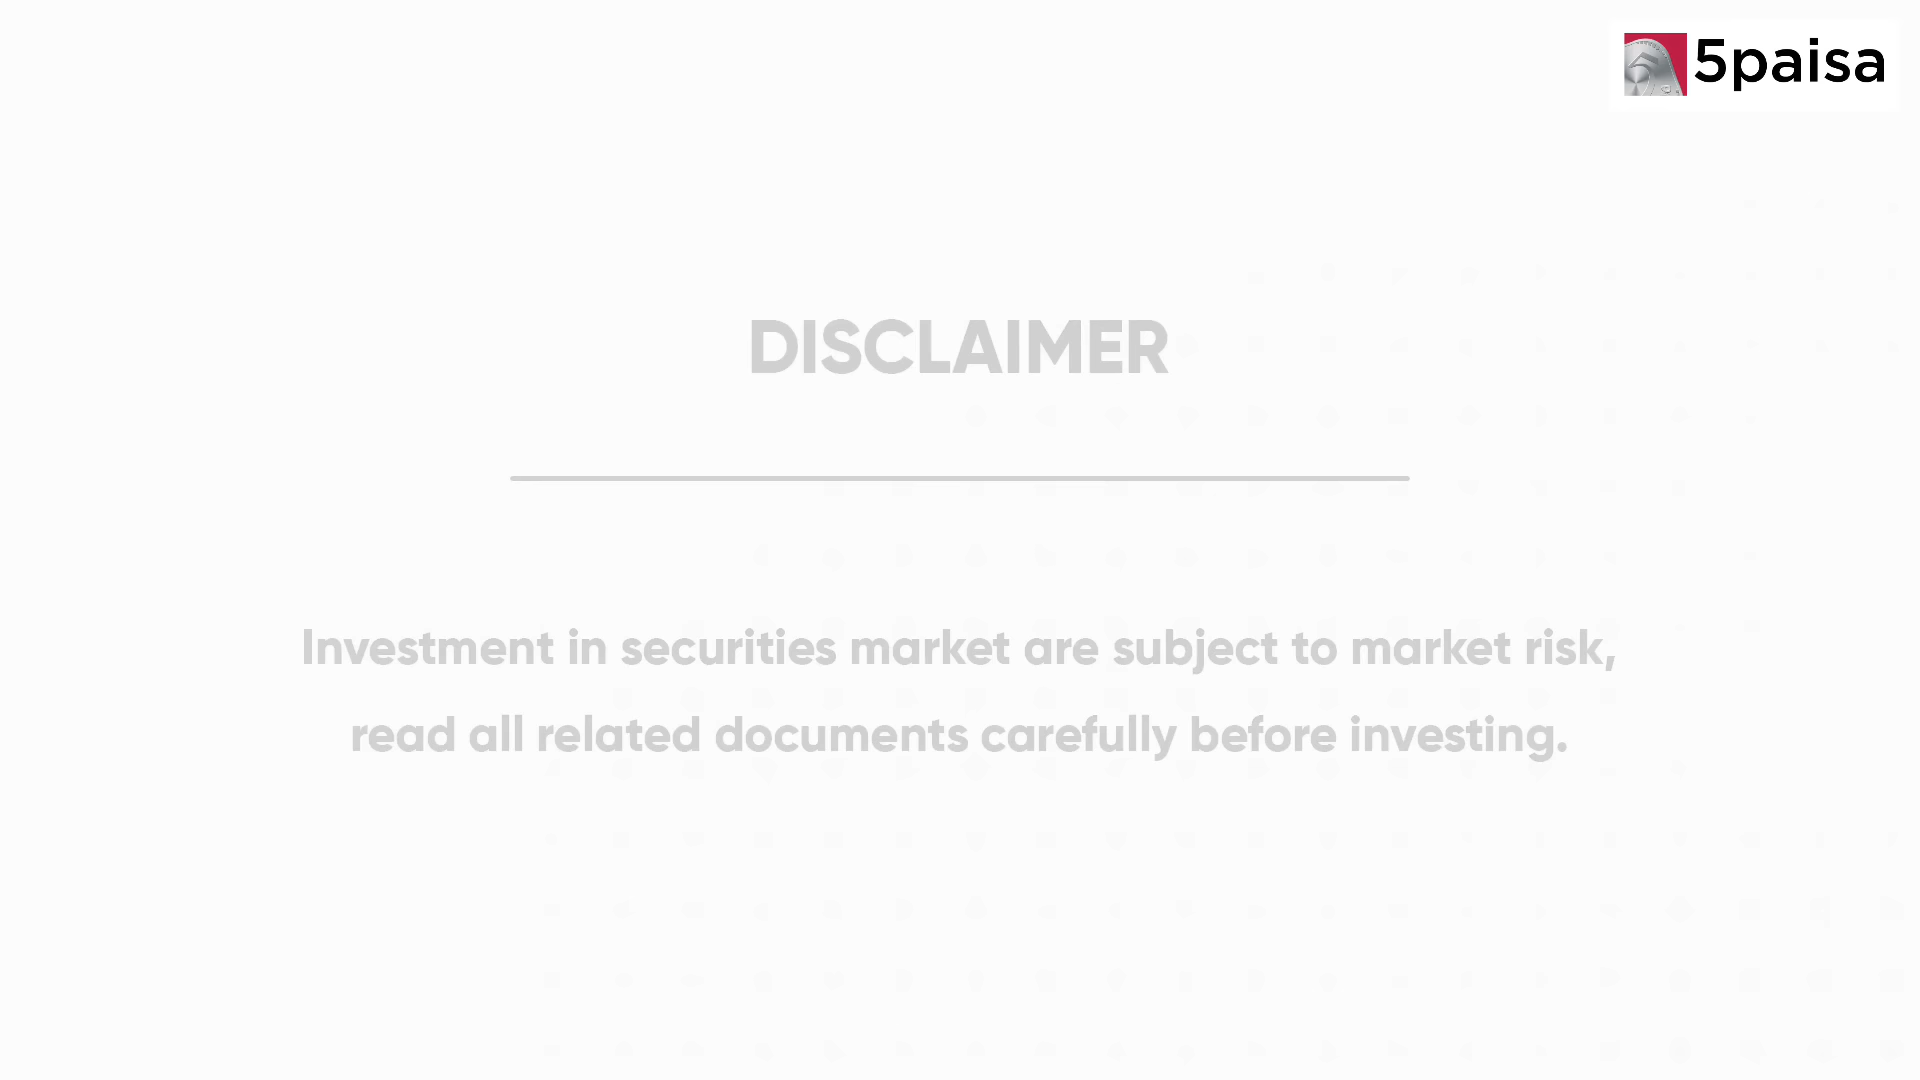 5paisa
DISCLAIMER
Investment in securities market are subject to market risk,
read all related documents carefully before investing.